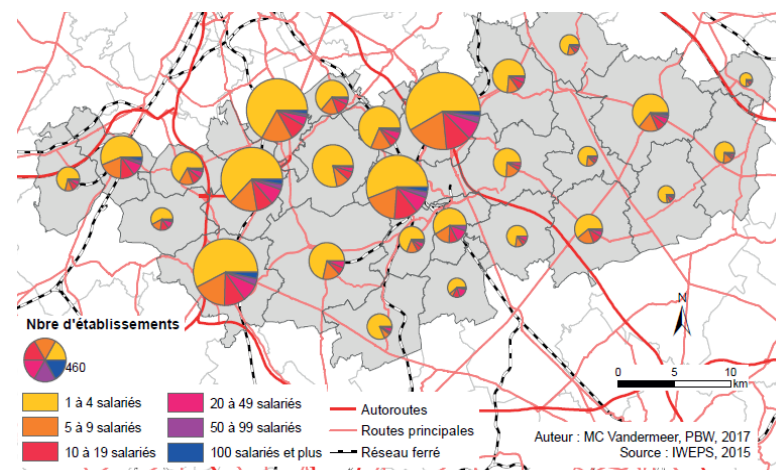 Nbre d'établissements
460
1 à 4 salariés
5 à 9 salariés
10 à 19 salariés
20 à 49 salariés
50 à 99 salariés
100 salariés et plus
Autoroutes
Routes principales
Réseau ferré
N
0 5 10
km
Auteur : MC Vandermeer, PBW, 2017
Source : IWEPS, 2015